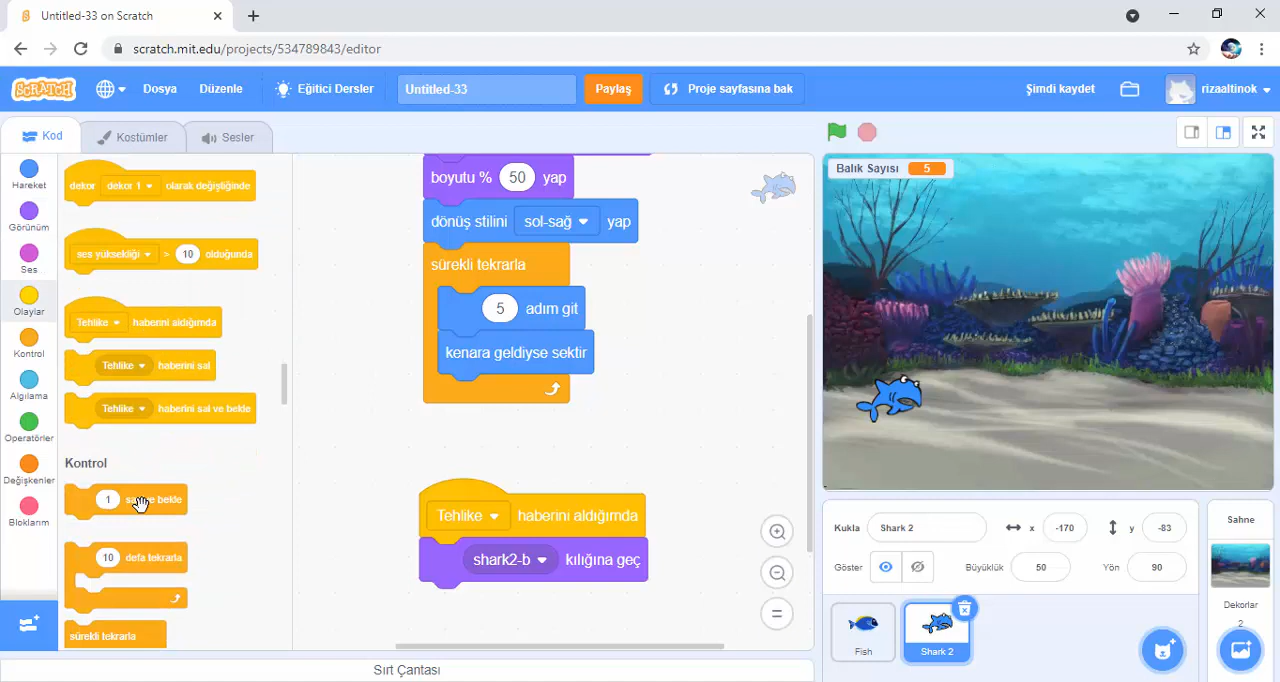 Untitled-33 on Scratch
scratch.mit.edu/projects/534789843/editor
SCRATCH
Dosya
Düzenle
Eğitici Dersler
Untitled-33
Paylaş
Proje sayfasına bak
Şimdi kaydet
rizaaltinok
Kod
Kostümler
Sesler
Hareket
Görünüm
Ses
Olaylar
Kontrol
Algılama
Operatörler
Değişkenler
Bloklarım
dekor dekor 1 olarak değiştiğinde
ses yüksekliği > 10 olduğunda
Tehlike haberini aldığımda
Tehlike haberini sal
Tehlike haberini sal ve bekle
Kontrol
1 bekle
10 defa tekrarla
sürekli tekrarla
boyutu % 50 yap
dönüş stilini sol-sağ yap
sürekli tekrarla
5 adım git
kenara geldiyse sektir
Tehlike haberini aldığımda
shark2-b kılığına geç
Balık Sayısı 5
Kukla Shark 2 x -170 y -83
Göster Büyüklük 50 Yön 90
Fish
Shark 2
Sahne
Dekorlar
2
Sırt Çantası